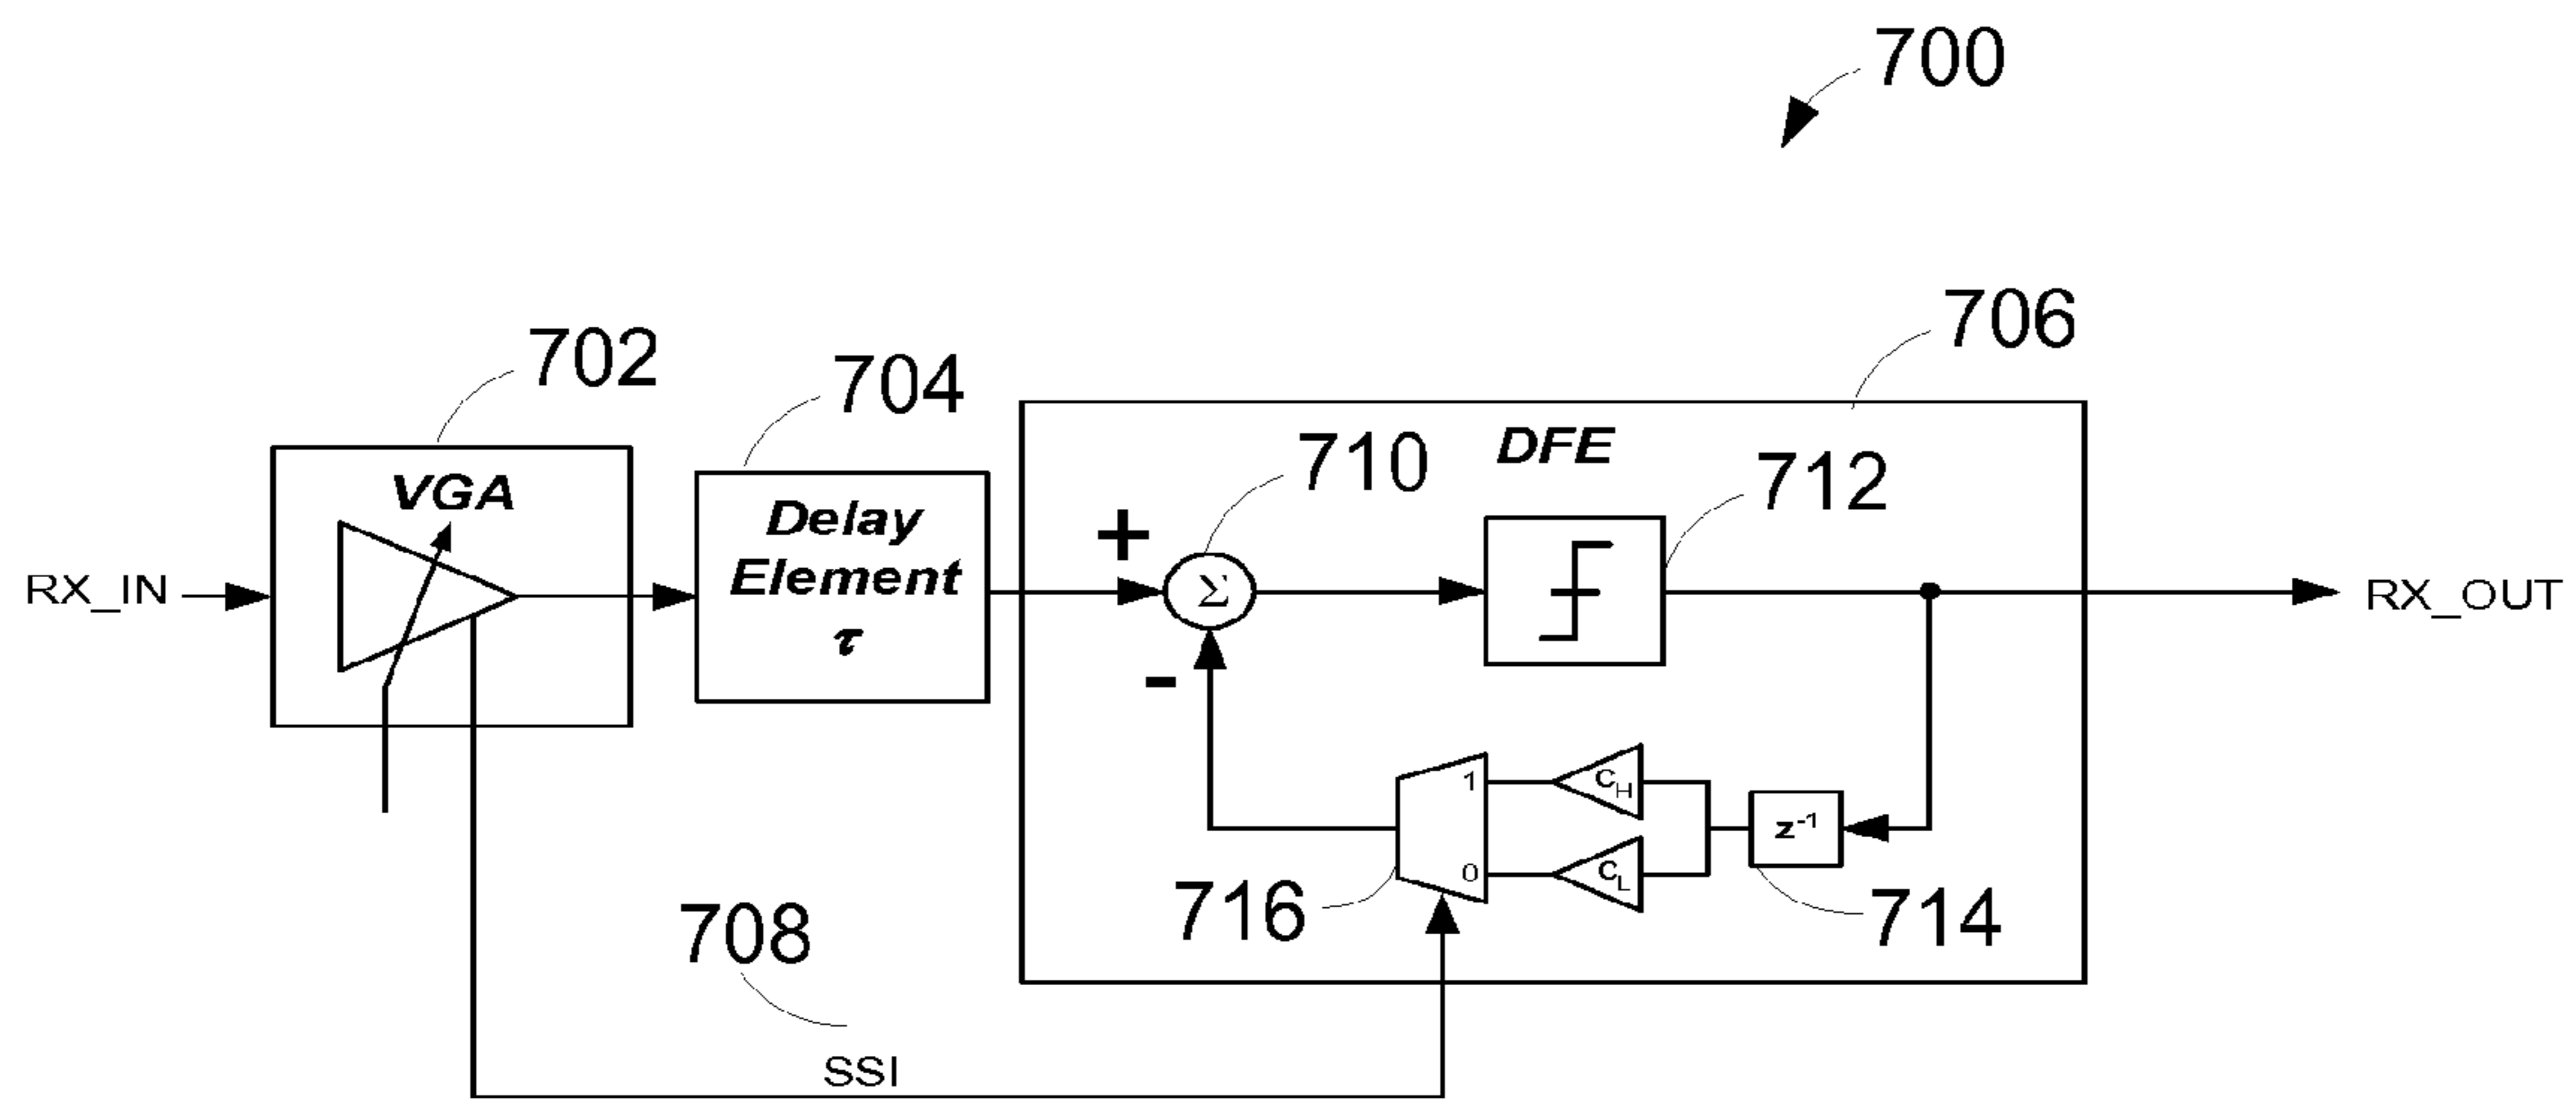 700
706
702
704
DFE
710
712
VGA
Delay
Element
τ
+
Σ
RX_IN
RX_OUT
-
1
C_H
z^-1
0
C_L
716
714
708
SSI